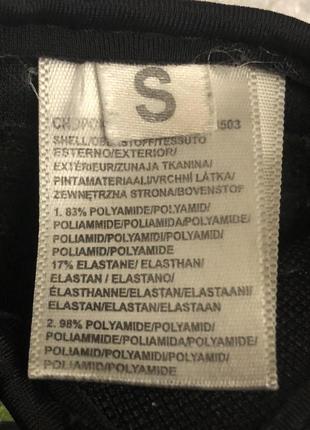 S
503
SHELL/OBERSTOFF/TESSUTO
ESTERNO/EXTERIOR/
EXTÉRIEUR/ZUNAJA TKANINA/
PINTAMATERIAALI/VRCHNÍ LÁTKA/
ZEWNĘTRZNA STRONA/BOVENSTOF
1. 83% POLYAMIDE/POLYAMID/
POLIAMMIDE/POLIAMIDA/POLYAMIDE/
POLIAMID/POLYAMIDI/POLYAMID/
POLIAMID/POLYAMIDE
17% ELASTANE/ ELASTHAN/
ELASTAN / ELASTANO/
ÉLASTHANNE/ELASTAN/ELASTAANI/
ELASTAN/ELASTAN/ELASTAAN
2. 98% POLYAMIDE/POLYAMID/
POLIAMMIDE/POLIAMIDA/POLYAMIDE/
POLIAMID/POLYAMIDI/POLYAMID/
POLIAMID/POLYAMIDE